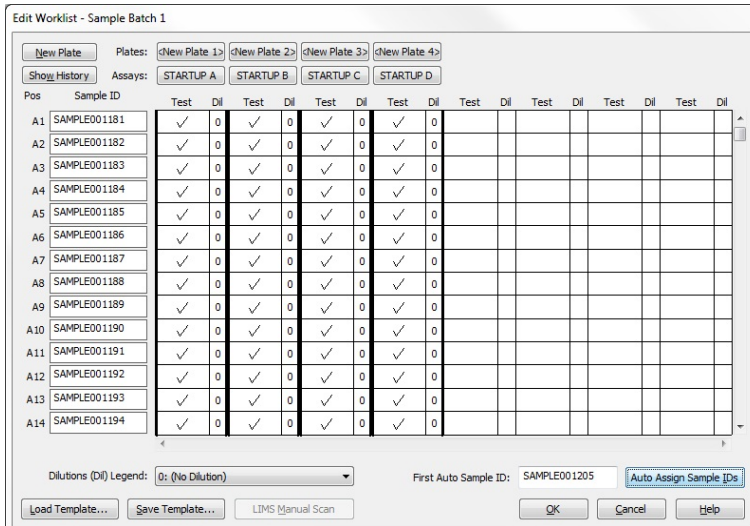 Edit Worklist - Sample Batch 1
New Plate Plates: <New Plate 1> <New Plate 2> <New Plate 3> <New Plate 4>
Show History Assays: STARTUP A STARTUP B STARTUP C STARTUP D
Pos Sample ID Test Dil Test Dil Test Dil Test Dil Test Dil Test Dil Test Dil Test Dil
A1 SAMPLE001181 ✓ 0 ✓ 0 ✓ 0 ✓ 0
A2 SAMPLE001182 ✓ 0 ✓ 0 ✓ 0 ✓ 0
A3 SAMPLE001183 ✓ 0 ✓ 0 ✓ 0 ✓ 0
A4 SAMPLE001184 ✓ 0 ✓ 0 ✓ 0 ✓ 0
A5 SAMPLE001185 ✓ 0 ✓ 0 ✓ 0 ✓ 0
A6 SAMPLE001186 ✓ 0 ✓ 0 ✓ 0 ✓ 0
A7 SAMPLE001187 ✓ 0 ✓ 0 ✓ 0 ✓ 0
A8 SAMPLE001188 ✓ 0 ✓ 0 ✓ 0 ✓ 0
A9 SAMPLE001189 ✓ 0 ✓ 0 ✓ 0 ✓ 0
A10 SAMPLE001190 ✓ 0 ✓ 0 ✓ 0 ✓ 0
A11 SAMPLE001191 ✓ 0 ✓ 0 ✓ 0 ✓ 0
A12 SAMPLE001192 ✓ 0 ✓ 0 ✓ 0 ✓ 0
A13 SAMPLE001193 ✓ 0 ✓ 0 ✓ 0 ✓ 0
A14 SAMPLE001194 ✓ 0 ✓ 0 ✓ 0 ✓ 0
Dilutions (Dil) Legend: 0: (No Dilution) First Auto Sample ID: SAMPLE001205 Auto Assign Sample IDs
Load Template... Save Template... LIMS Manual Scan OK Cancel Help